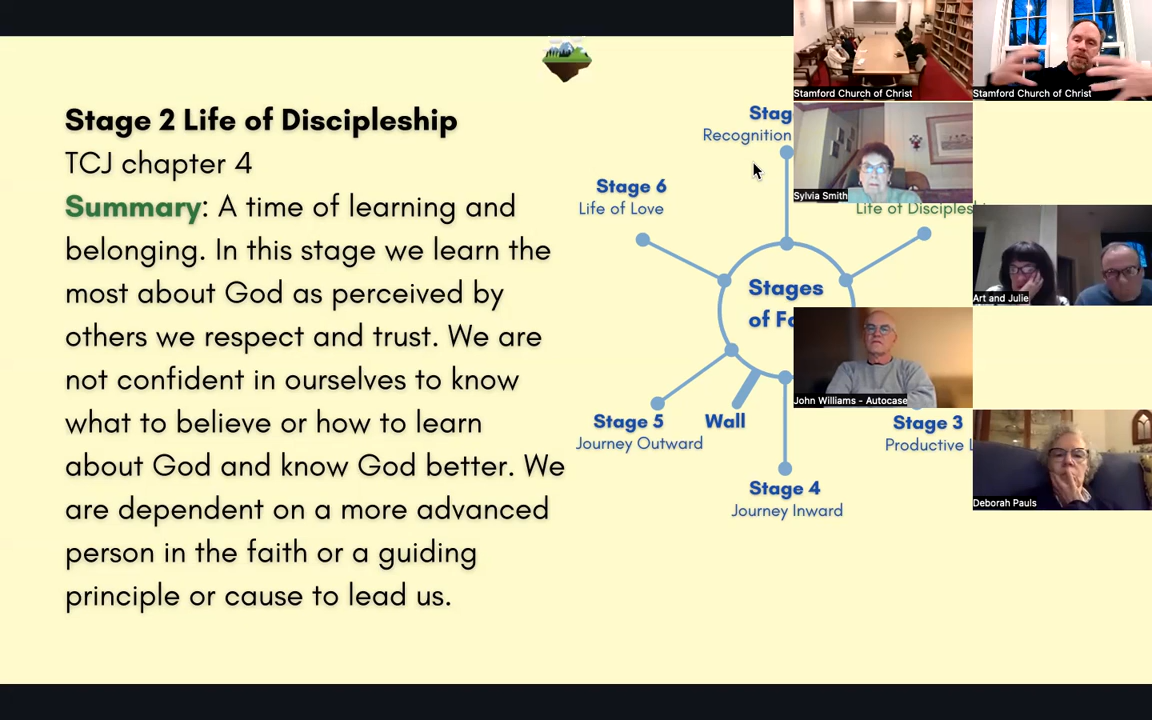 Stage 2 Life of Discipleship
TCJ chapter 4
Summary: A time of learning and
belonging. In this stage we learn the
most about God as perceived by
others we respect and trust. We are
not confident in ourselves to know
what to believe or how to learn
about God and know God better. We
are dependent on a more advanced
person in the faith or a guiding
principle or cause to lead us.
Recognition
Stage 6
Life of Love
Life of
Stages
of
Stage 5
Journey Outward
Wall
Stage 4
Journey Inward
Stage 3
Productive
Stamford Church of Christ
Stamford Church of Christ
Sylvia Smith
Art and Julie
John Williams - Autocase
Deborah Pauls